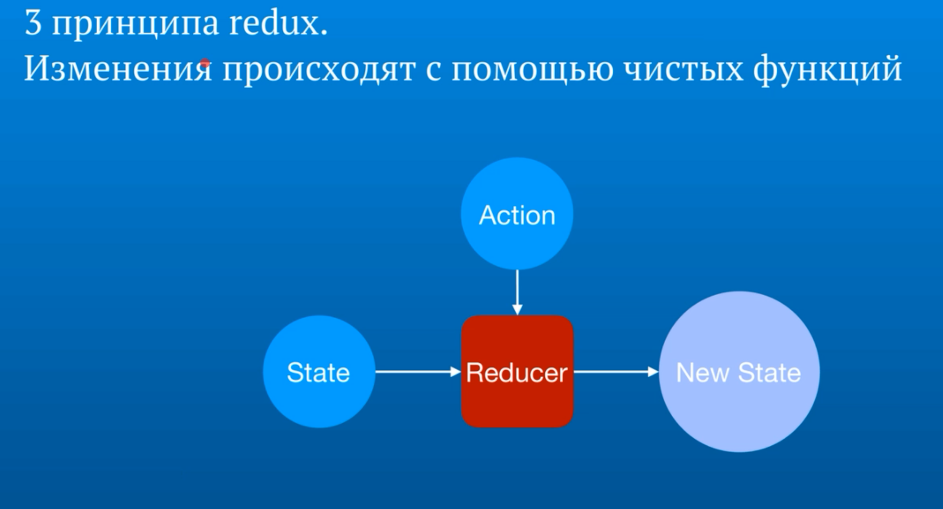 3 принципа redux.
Изменения происходят с помощью чистых функций
Action
State
Reducer
New State